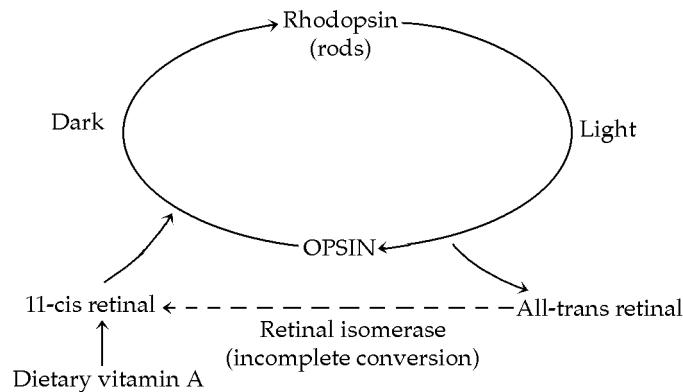 Rhodopsin
(rods)
Dark
Light
OPSIN
11-cis retinal
All-trans retinal
Retinal isomerase
(incomplete conversion)
Dietary vitamin A